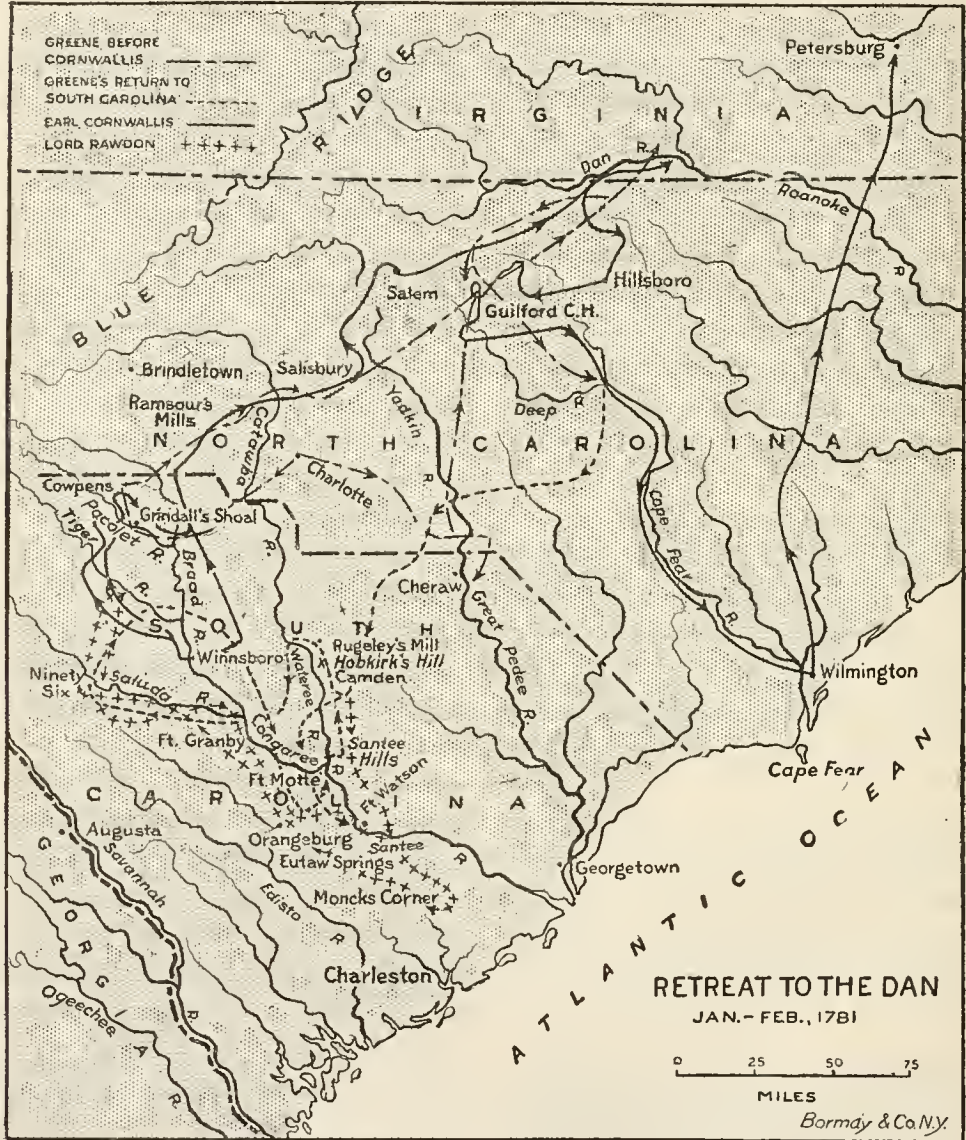 GREENE BEFORE
CORNWALLIS
GREENE'S RETURN TO
SOUTH CAROLINA
EARL CORNWALLIS
LORD RAWDON
Petersburg
BLUE RIDGE
VIRGINIA
Dan R.
Roanoke R.
Hillsboro
Salem
Guilford C.H.
Brindletown
Salisbury
Ramsour's
Mills
Catawba R.
Yadkin R.
Deep R.
NORTH CAROLINA
Cowpens
Charlotte
Grindall's Shoal
Pacolet R.
Tiger R.
Broad R.
Cape Fear R.
Cheraw
Great Pedee R.
SOUTH
CAROLINA
Winnsboro
Wateree R.
Rugeley's Mill
Hobkirk's Hill
Camden
Wilmington
Ninety
Six
Saluda R.
Ft. Granby
Congaree R.
Santee
Hills
Ft Motte
Ft Watson
Cape Fear
Augusta
Orangeburg
Santee R.
Eutaw Springs
Georgetown
Savannah R.
Edisto R.
Moncks Corner
GEORGIA
Charleston
Ogeechee R.
ATLANTIC OCEAN
RETREAT TO THE DAN
JAN.-FEB., 1781
0 25 50 75
MILES
Bormay & Co. N.Y.